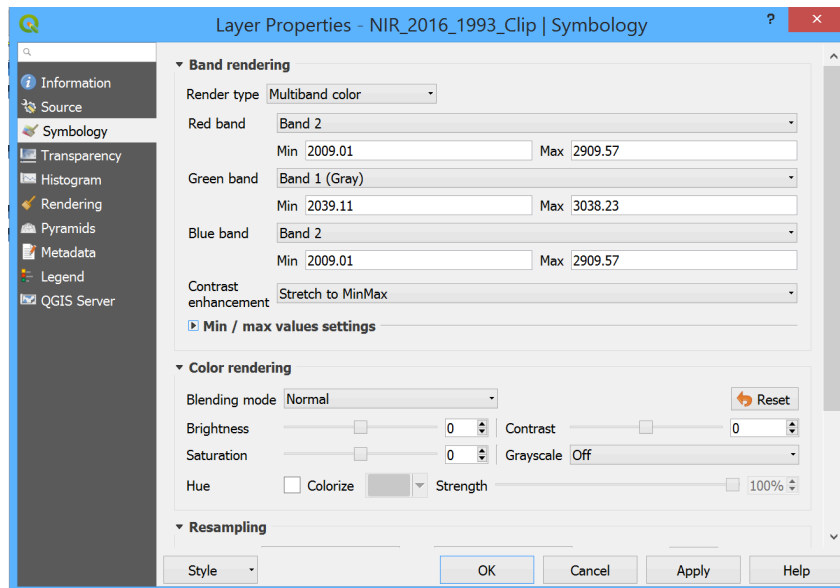 Layer Properties - NIR_2016_1993_Clip | Symbology
? ×
Information
Source
Symbology
Transparency
Histogram
Rendering
Pyramids
Metadata
Legend
QGIS Server
Band rendering
Render type Multiband color
Red band Band 2
Min 2009.01 Max 2909.57
Green band Band 1 (Gray)
Min 2039.11 Max 3038.23
Blue band Band 2
Min 2009.01 Max 2909.57
Contrast
enhancement Stretch to MinMax
Min / max values settings
Color rendering
Blending mode Normal Reset
Brightness 0 Contrast 0
Saturation 0 Grayscale Off
Hue Colorize Strength 100%
Resampling
Style OK Cancel Apply Help